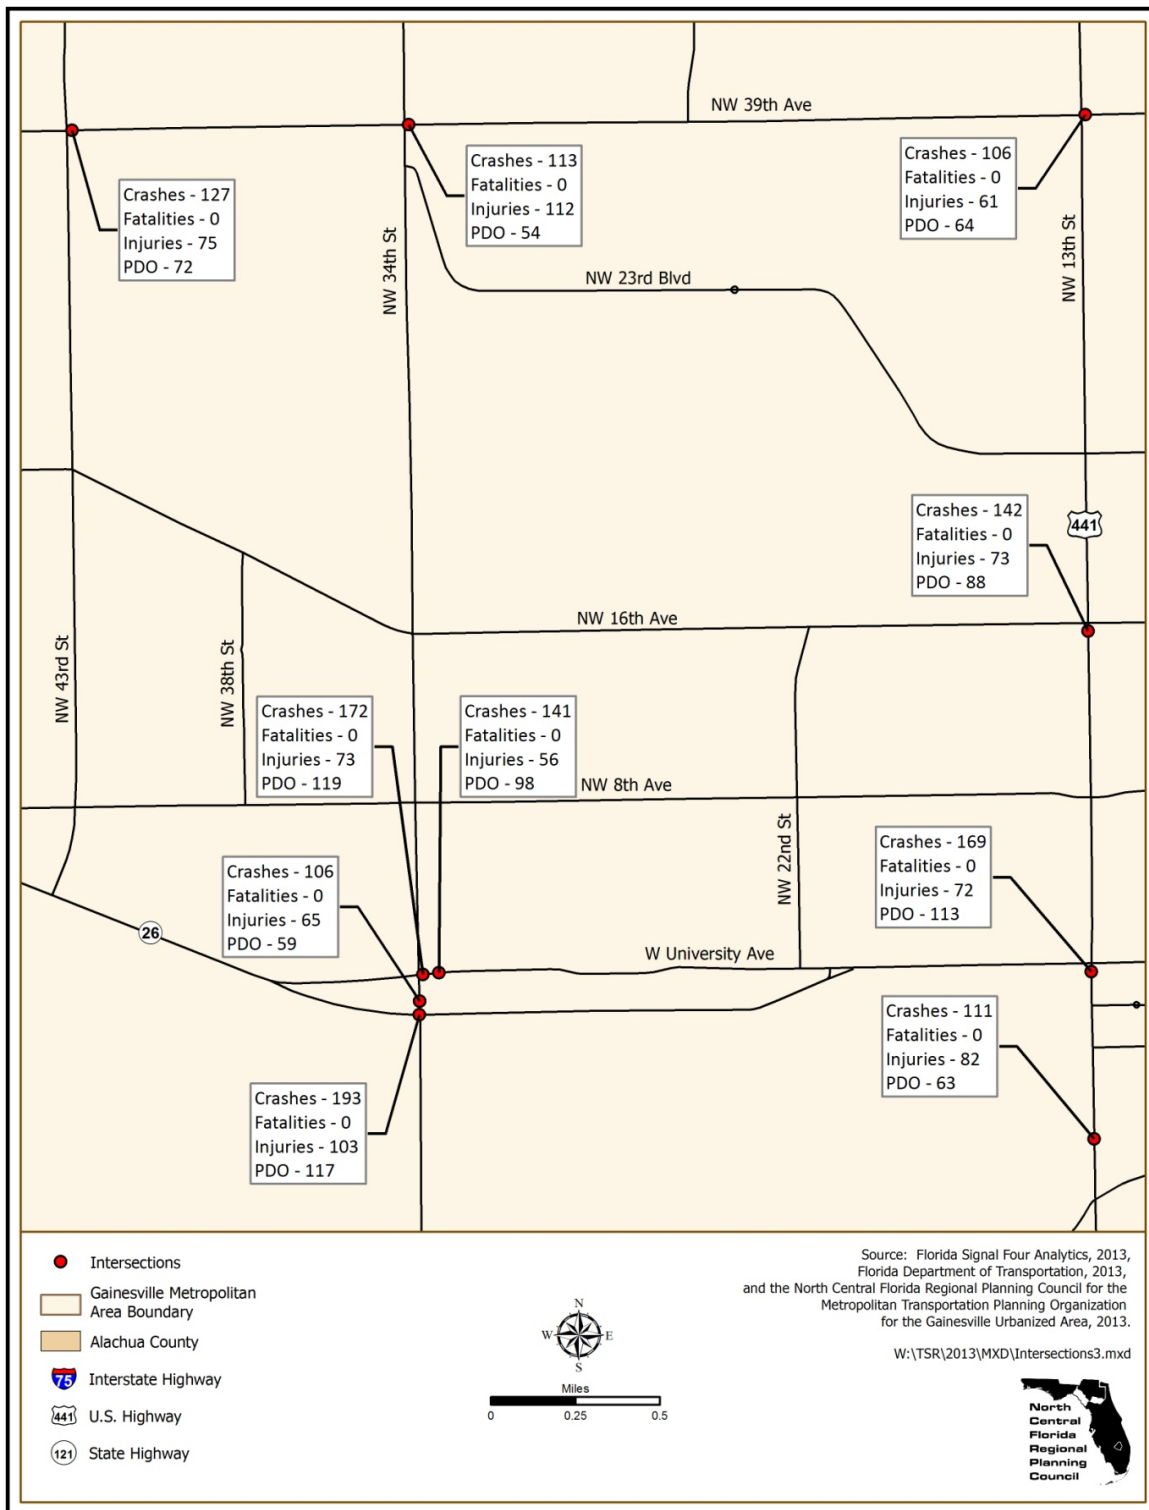 NW 39th Ave
Crashes - 127
Fatalities - 0
Injuries - 75
PDO - 72
Crashes - 113
Fatalities - 0
Injuries - 112
PDO - 54
Crashes - 106
Fatalities - 0
Injuries - 61
PDO - 64
NW 34th St
NW 13th St
NW 23rd Blvd
Crashes - 142
Fatalities - 0
Injuries - 73
PDO - 88
441
NW 16th Ave
NW 43rd St
NW 38th St
Crashes - 172
Fatalities - 0
Injuries - 73
PDO - 119
Crashes - 141
Fatalities - 0
Injuries - 56
PDO - 98
NW 8th Ave
NW 22nd St
Crashes - 106
Fatalities - 0
Injuries - 65
PDO - 59
Crashes - 169
Fatalities - 0
Injuries - 72
PDO - 113
26
W University Ave
Crashes - 111
Fatalities - 0
Injuries - 82
PDO - 63
Crashes - 193
Fatalities - 0
Injuries - 103
PDO - 117
Intersections
Gainesville Metropolitan
Area Boundary
Alachua County
75
Interstate Highway
441
U.S. Highway
121
State Highway
N
W E
S
Miles
0 0.25 0.5
Source: Florida Signal Four Analytics, 2013,
Florida Department of Transportation, 2013,
and the North Central Florida Regional Planning Council for the
Metropolitan Transportation Planning Organization
for the Gainesville Urbanized Area, 2013.
W:\TSR\2013\MXD\Intersections3.mxd
North
Central
Florida
Regional
Planning
Council